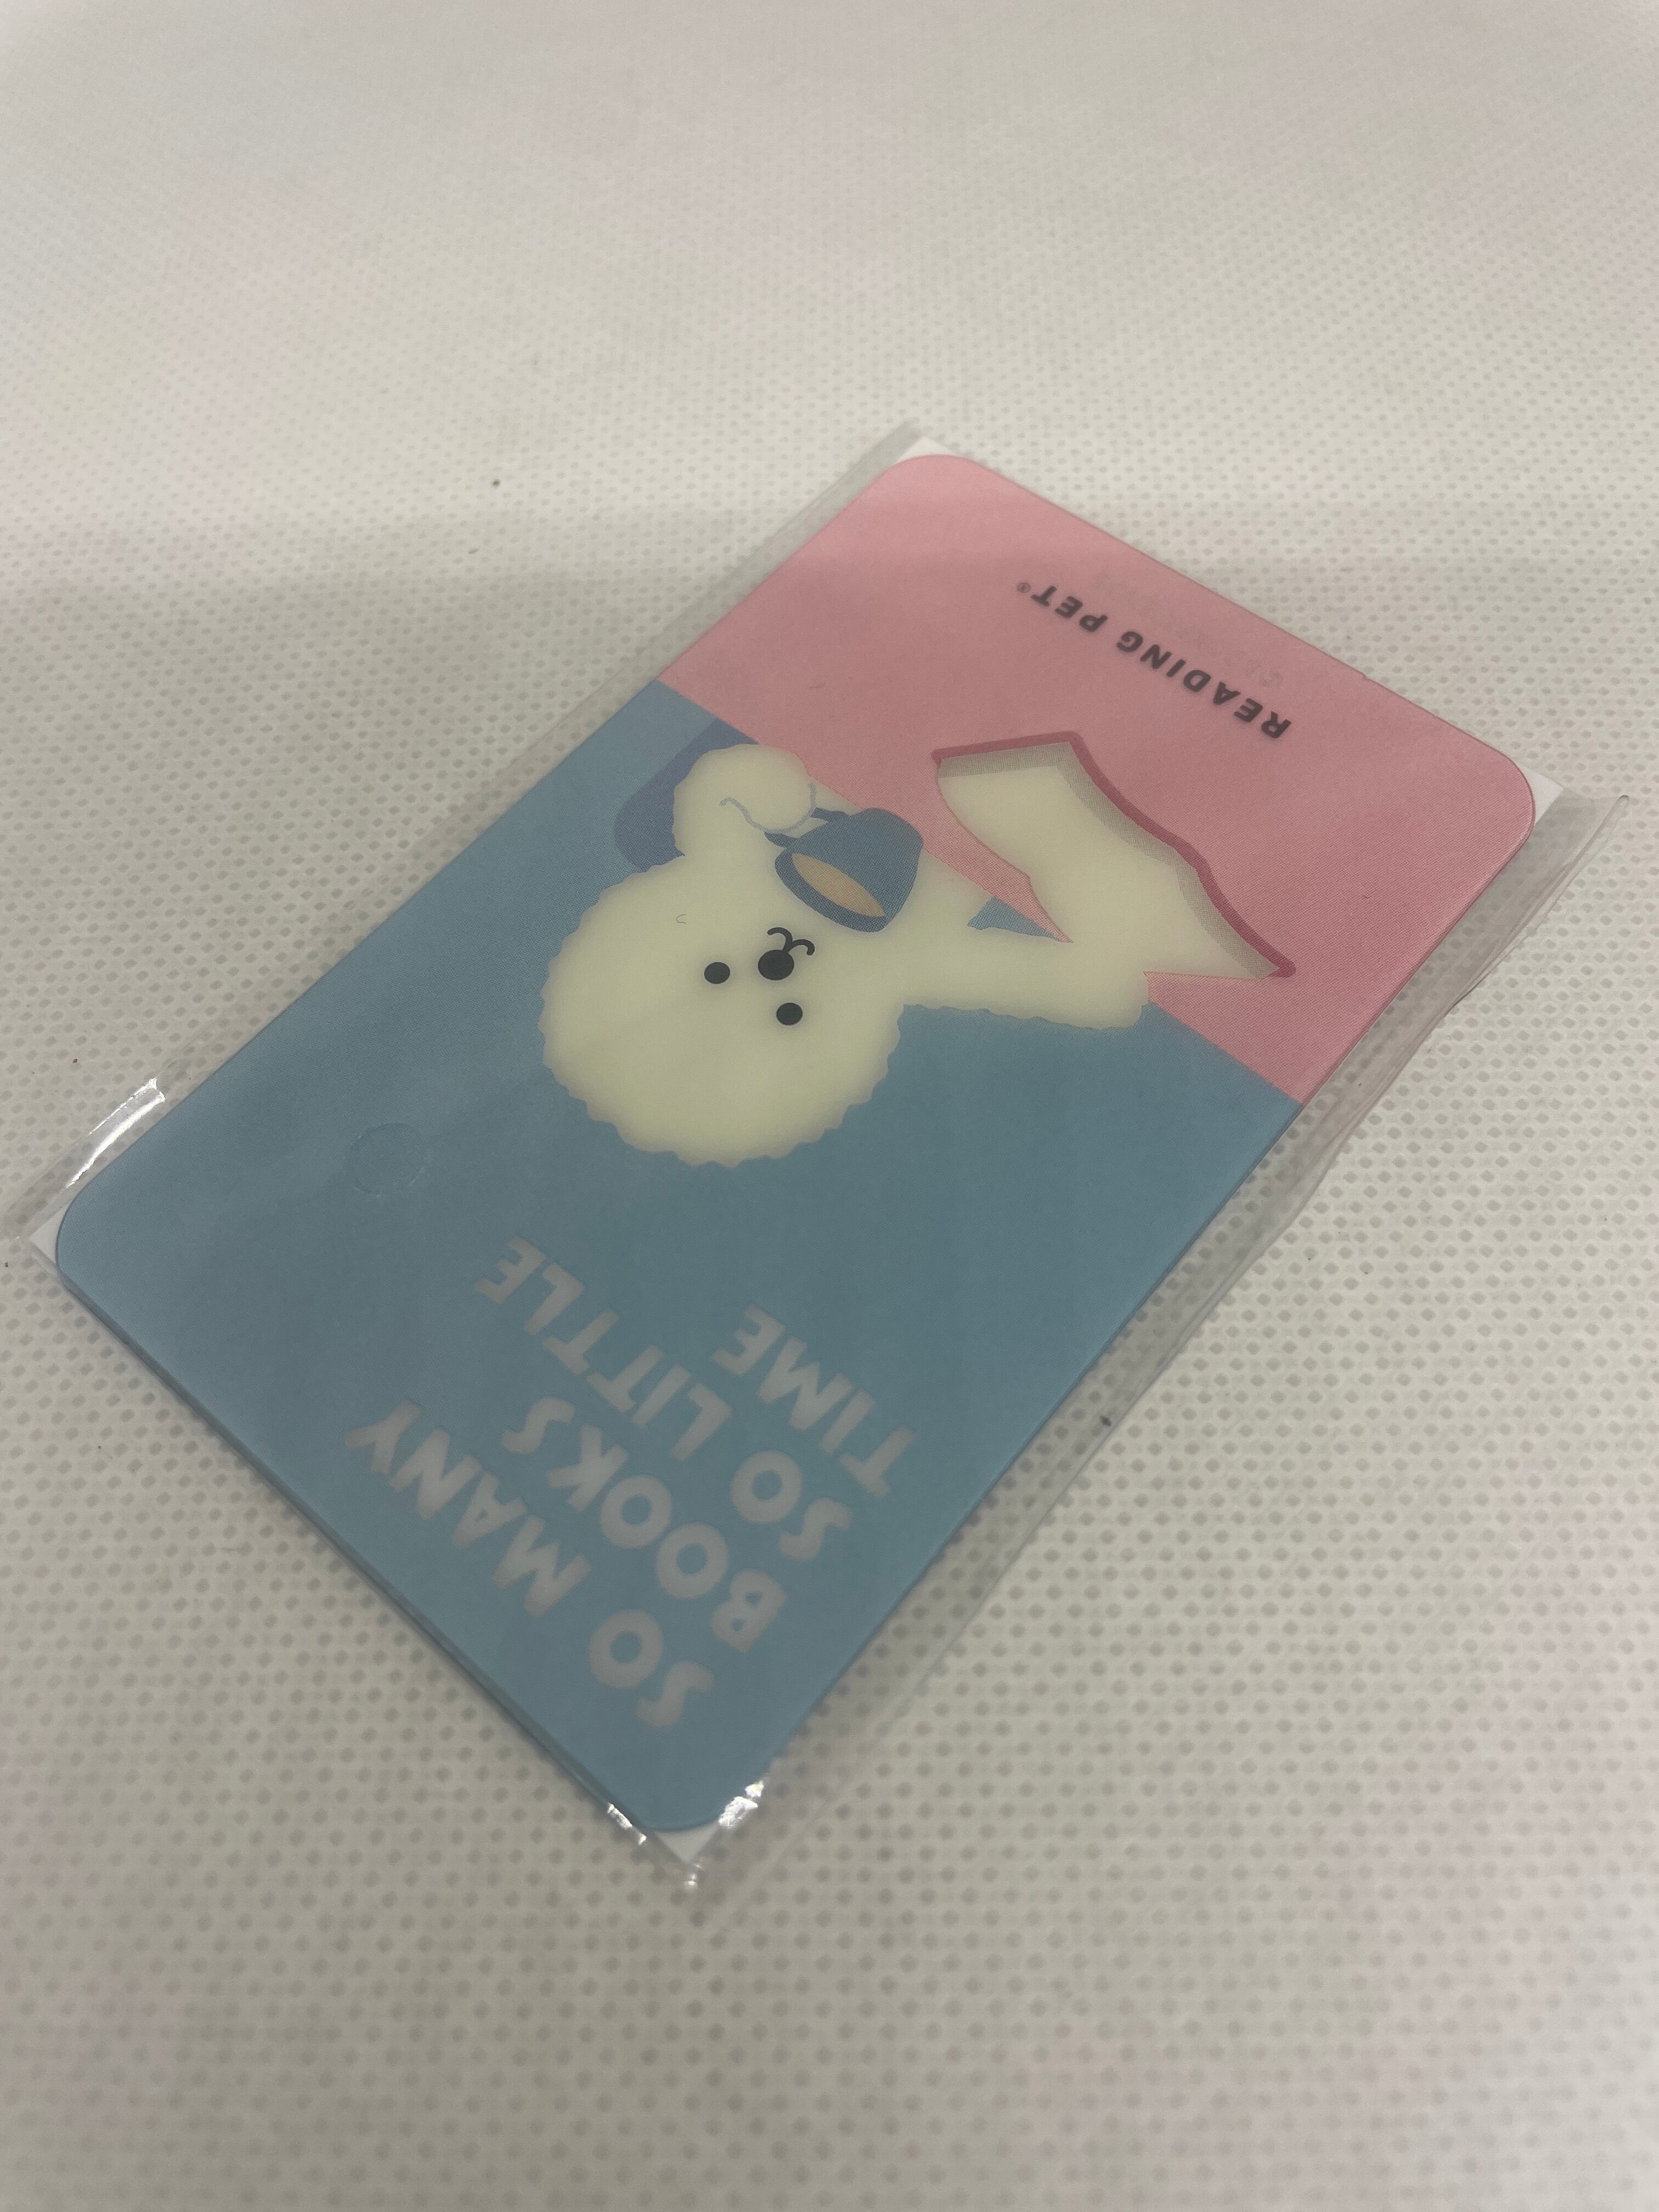 SO MANY
BOOKS
SO LITTLE
TIME
READING PET®